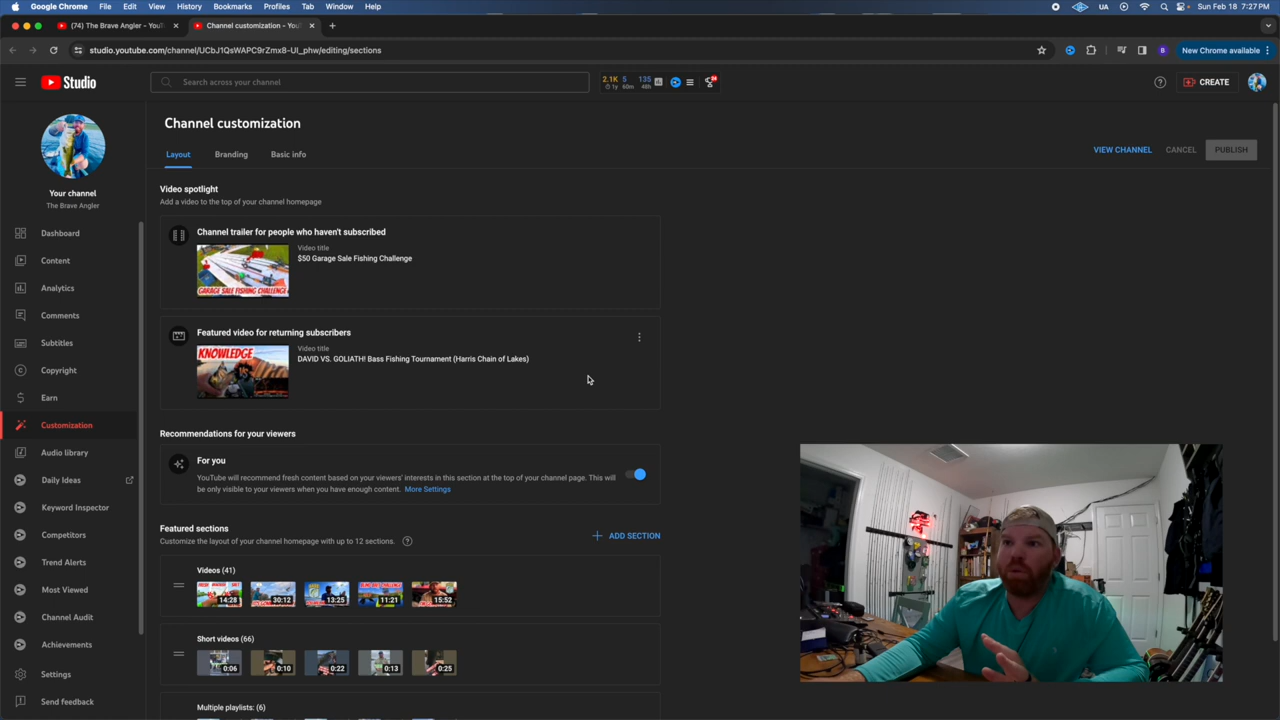 Google Chrome File Edit View History Bookmarks Profiles Tab Window Help UA Sun Feb 18 7:27 PM
(74) The Brave Angler - YouT Channel customization - YouT
studio.youtube.com/channel/UCbJ1QsWAPC9rZmx8-UI_phw/editing/sections B New Chrome available
Studio Search across your channel 2.1K 5 135 CREATE
1y 60m 48h
Channel customization
Layout Branding Basic info VIEW CHANNEL CANCEL PUBLISH
Your channel
The Brave Angler
Dashboard
Content
Analytics
Comments
Subtitles
Copyright
Earn
Customization
Audio library
Daily Ideas
Keyword Inspector
Competitors
Trend Alerts
Most Viewed
Channel Audit
Achievements
Settings
Send feedback
Video spotlight
Add a video to the top of your channel homepage
Channel trailer for people who haven't subscribed
Video title
$50 Garage Sale Fishing Challenge
GARAGE SALE FISHING CHALLENGE
Featured video for returning subscribers
Video title
DAVID VS. GOLIATH! Bass Fishing Tournament (Harris Chain of Lakes)
KNOWLEDGE
Recommendations for your viewers
For you
YouTube will recommend fresh content based on your viewers' interests in this section at the top of your channel page. This will
be only visible to your viewers when you have enough content. More Settings
Featured sections
Customize the layout of your channel homepage with up to 12 sections.
ADD SECTION
Videos (41)
14:28 30:12 13:25 11:21 15:52
Short videos (66)
0:06 0:10 0:22 0:13 0:25
Multiple playlists: (6)